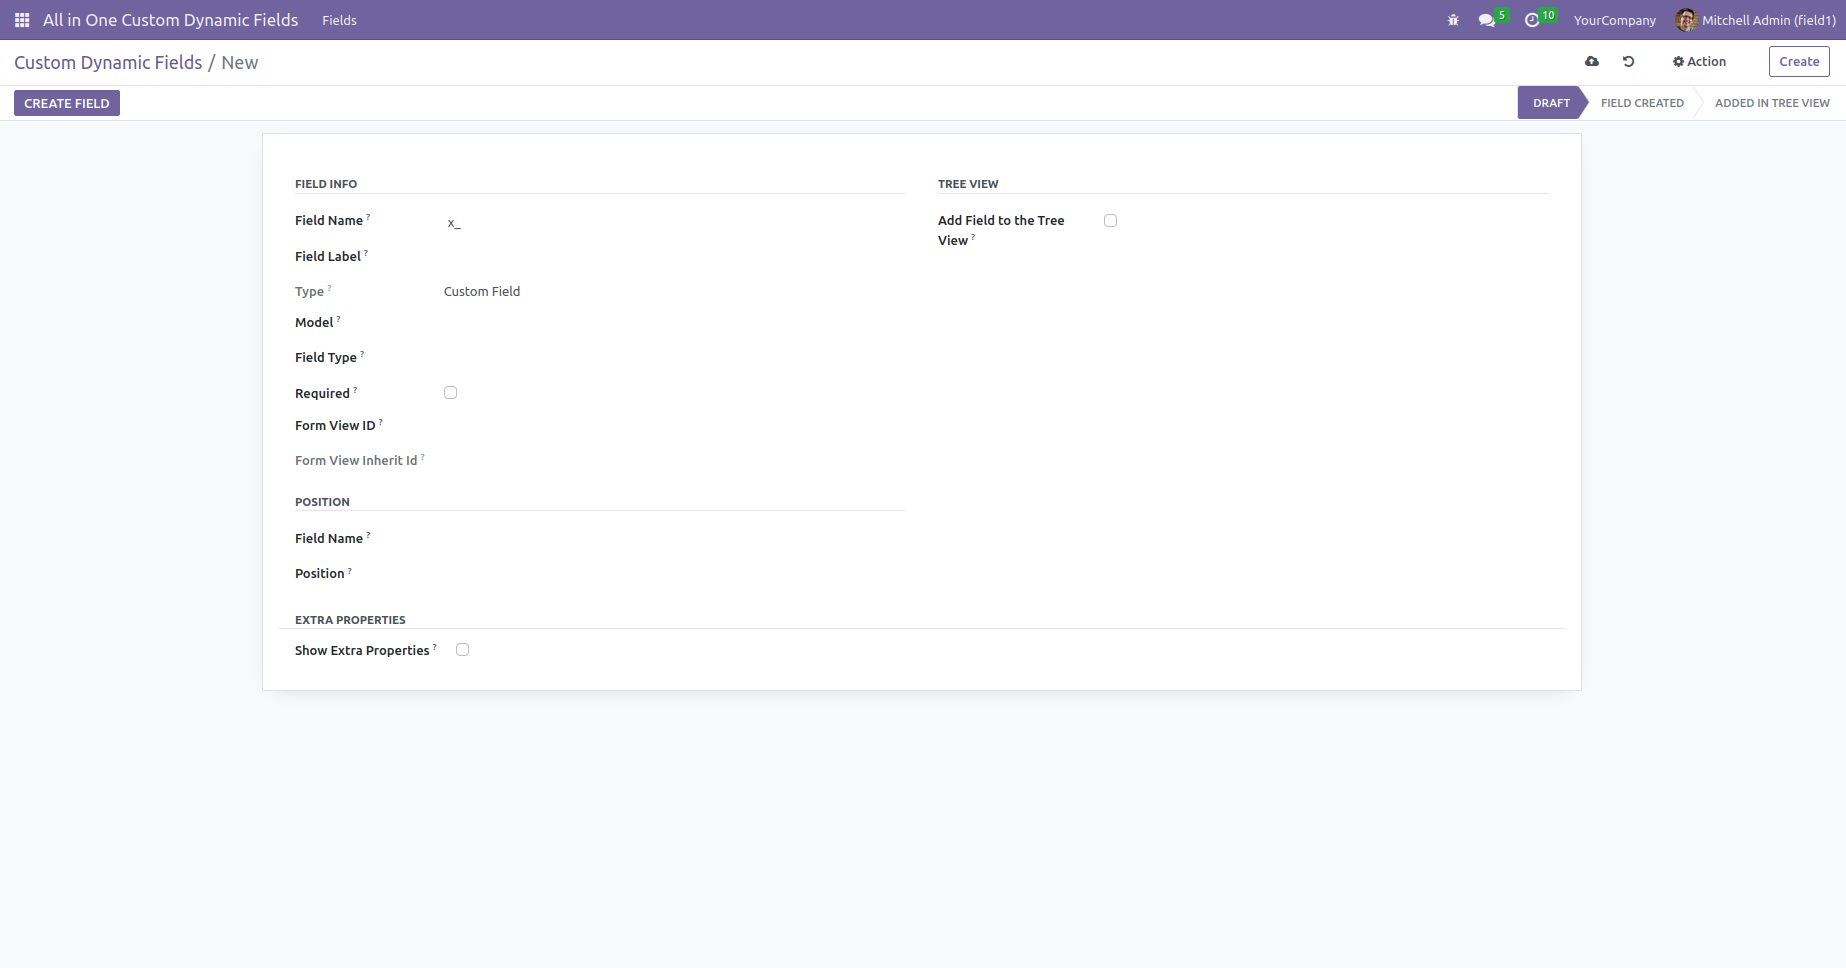 All in One Custom Dynamic Fields Fields 5 10 YourCompany Mitchell Admin (field1)
Custom Dynamic Fields / New Action Create
CREATE FIELD DRAFT FIELD CREATED ADDED IN TREE VIEW
FIELD INFO
Field Name ? x_
Field Label ?
Type ? Custom Field
Model ?
Field Type ?
Required ?
Form View ID ?
Form View Inherit Id ?
POSITION
Field Name ?
Position ?
TREE VIEW
Add Field to the Tree
View ?
EXTRA PROPERTIES
Show Extra Properties ?